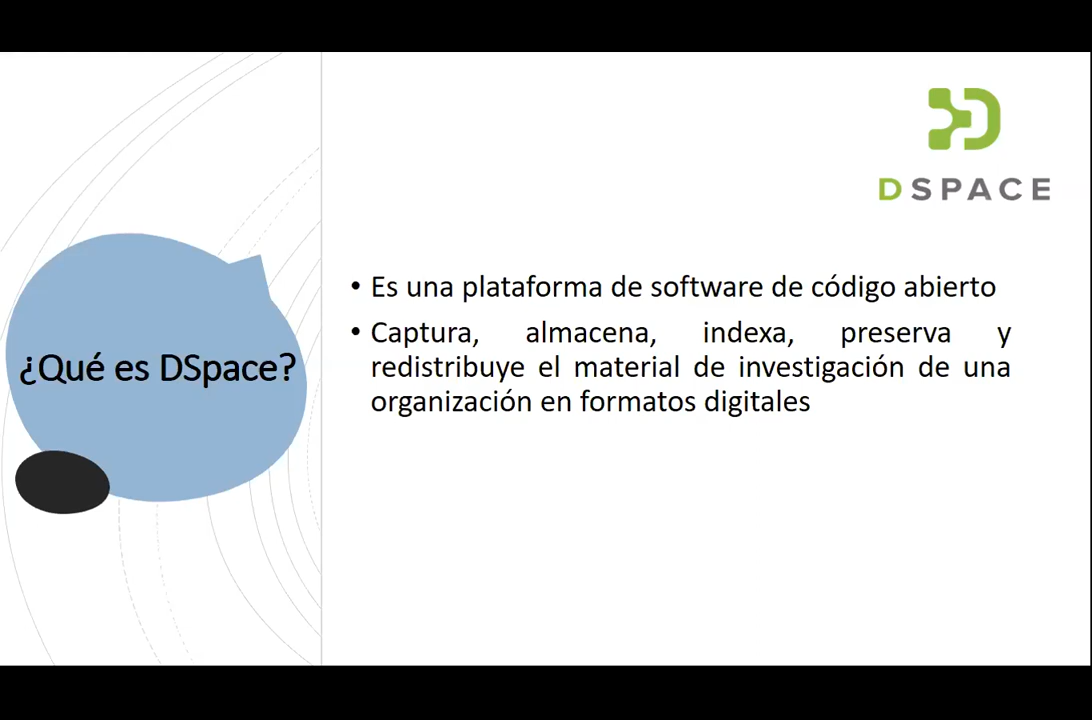 DSPACE
¿Qué es DSpace?
• Es una plataforma de software de código abierto
• Captura, almacena, indexa, preserva y
redistribuye el material de investigación de una
organización en formatos digitales